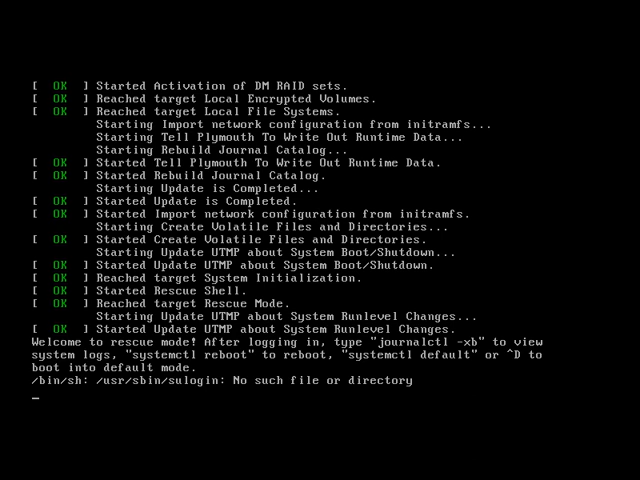 [  OK  ] Started Activation of DM RAID sets.
[  OK  ] Reached target Local Encrypted Volumes.
[  OK  ] Reached target Local File Systems.
Starting Import network configuration from initramfs...
Starting Tell Plymouth To Write Out Runtime Data...
Starting Rebuild Journal Catalog...
[  OK  ] Started Tell Plymouth To Write Out Runtime Data.
[  OK  ] Started Rebuild Journal Catalog.
Starting Update is Completed...
[  OK  ] Started Update is Completed.
[  OK  ] Started Import network configuration from initramfs.
Starting Create Volatile Files and Directories...
[  OK  ] Started Create Volatile Files and Directories.
Starting Update UTMP about System Boot/Shutdown...
[  OK  ] Started Update UTMP about System Boot/Shutdown.
[  OK  ] Reached target System Initialization.
[  OK  ] Started Rescue Shell.
[  OK  ] Reached target Rescue Mode.
Starting Update UTMP about System Runlevel Changes...
[  OK  ] Started Update UTMP about System Runlevel Changes.
Welcome to rescue mode! After logging in, type "journalctl -xb" to view
system logs, "systemctl reboot" to reboot, "systemctl default" or ^D to
boot into default mode.
/bin/sh: /usr/sbin/sulogin: No such file or directory